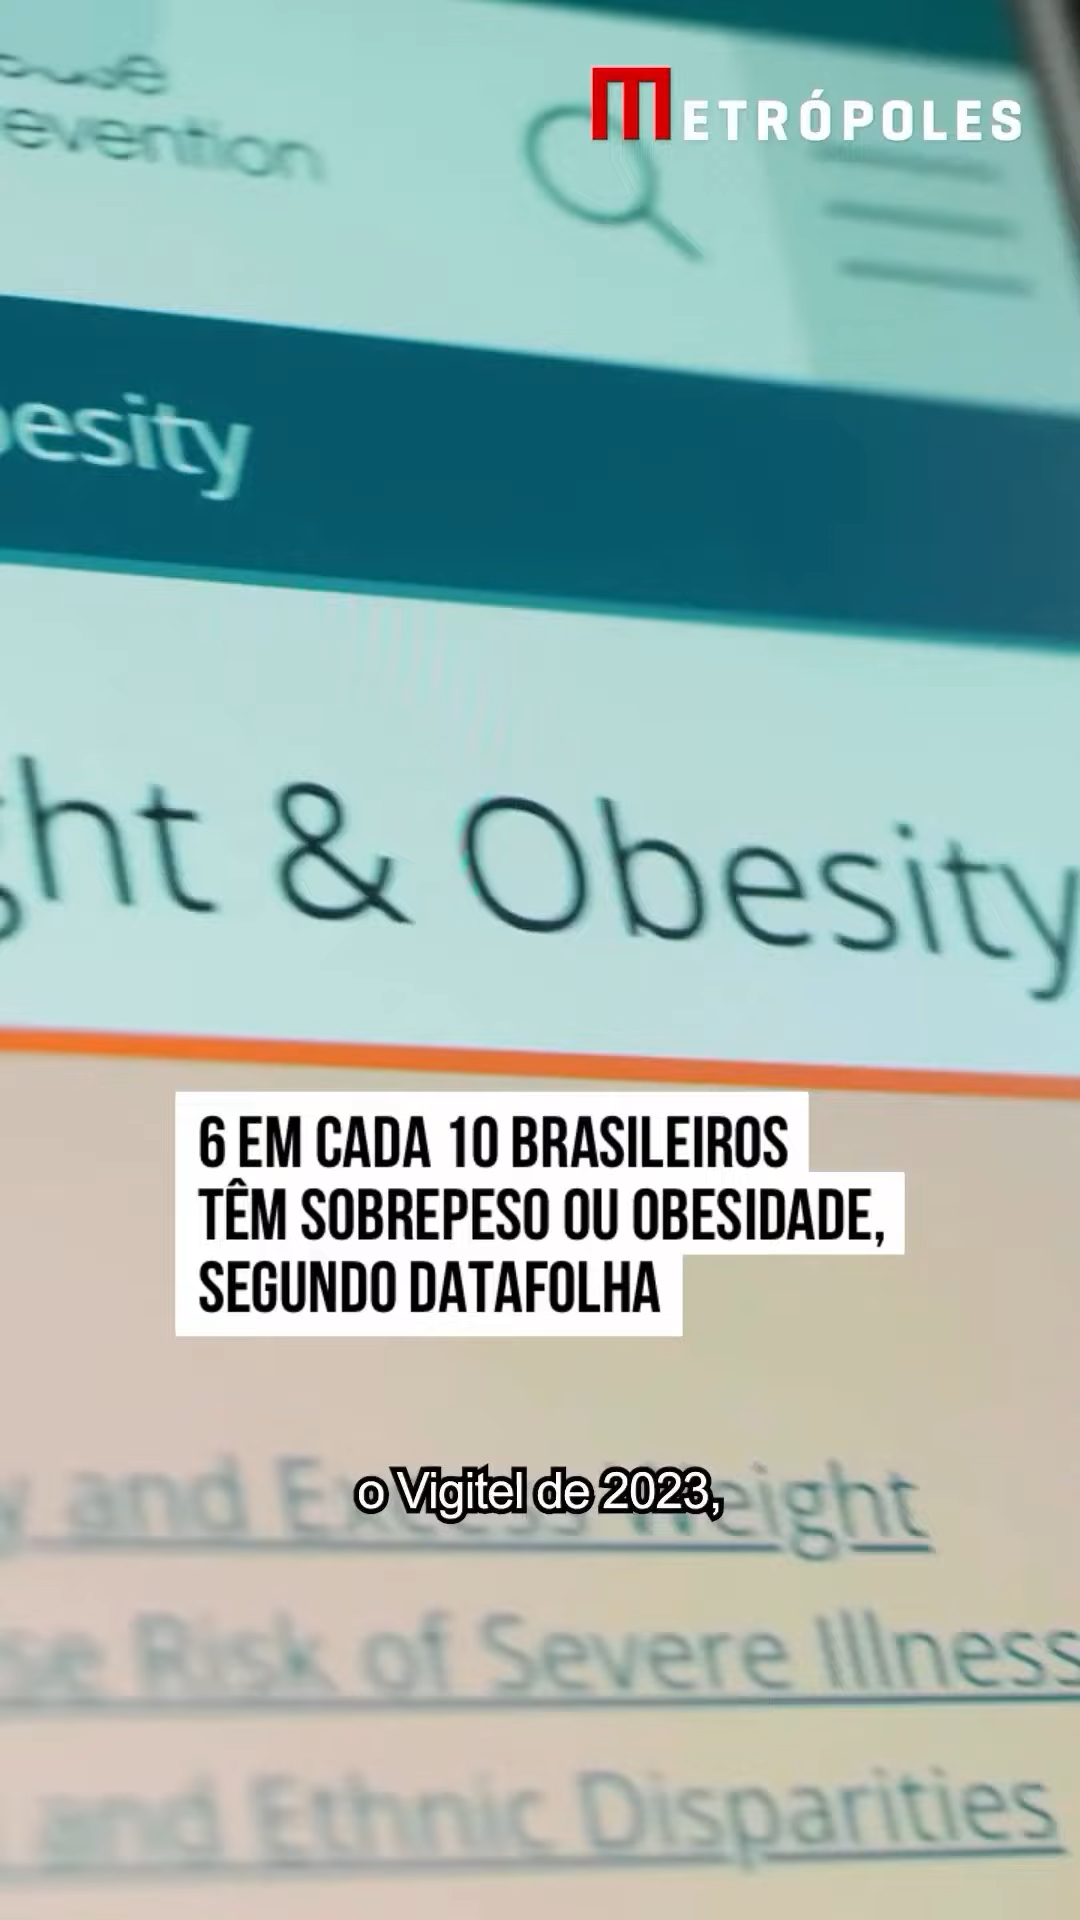 METRÓPOLES
evention
esity
ght & Obesity
6 EM CADA 10 BRASILEIROS
TÊM SOBREPESO OU OBESIDADE,
SEGUNDO DATAFOLHA
y and Excess Weight
o Vigitel de 2023,
se Risk of Severe Illness
and Ethnic Disparities